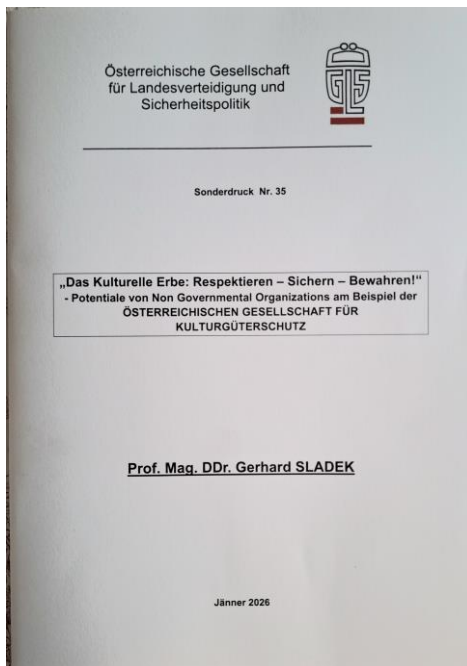 Österreichische Gesellschaft
für Landesverteidigung und
Sicherheitspolitik
Sonderdruck Nr. 35
„Das Kulturelle Erbe: Respektieren – Sichern – Bewahren!“
- Potentiale von Non Governmental Organizations am Beispiel der
ÖSTERREICHISCHEN GESELLSCHAFT FÜR
KULTURGÜTERSCHUTZ
Prof. Mag. DDr. Gerhard SLADEK
Jänner 2026